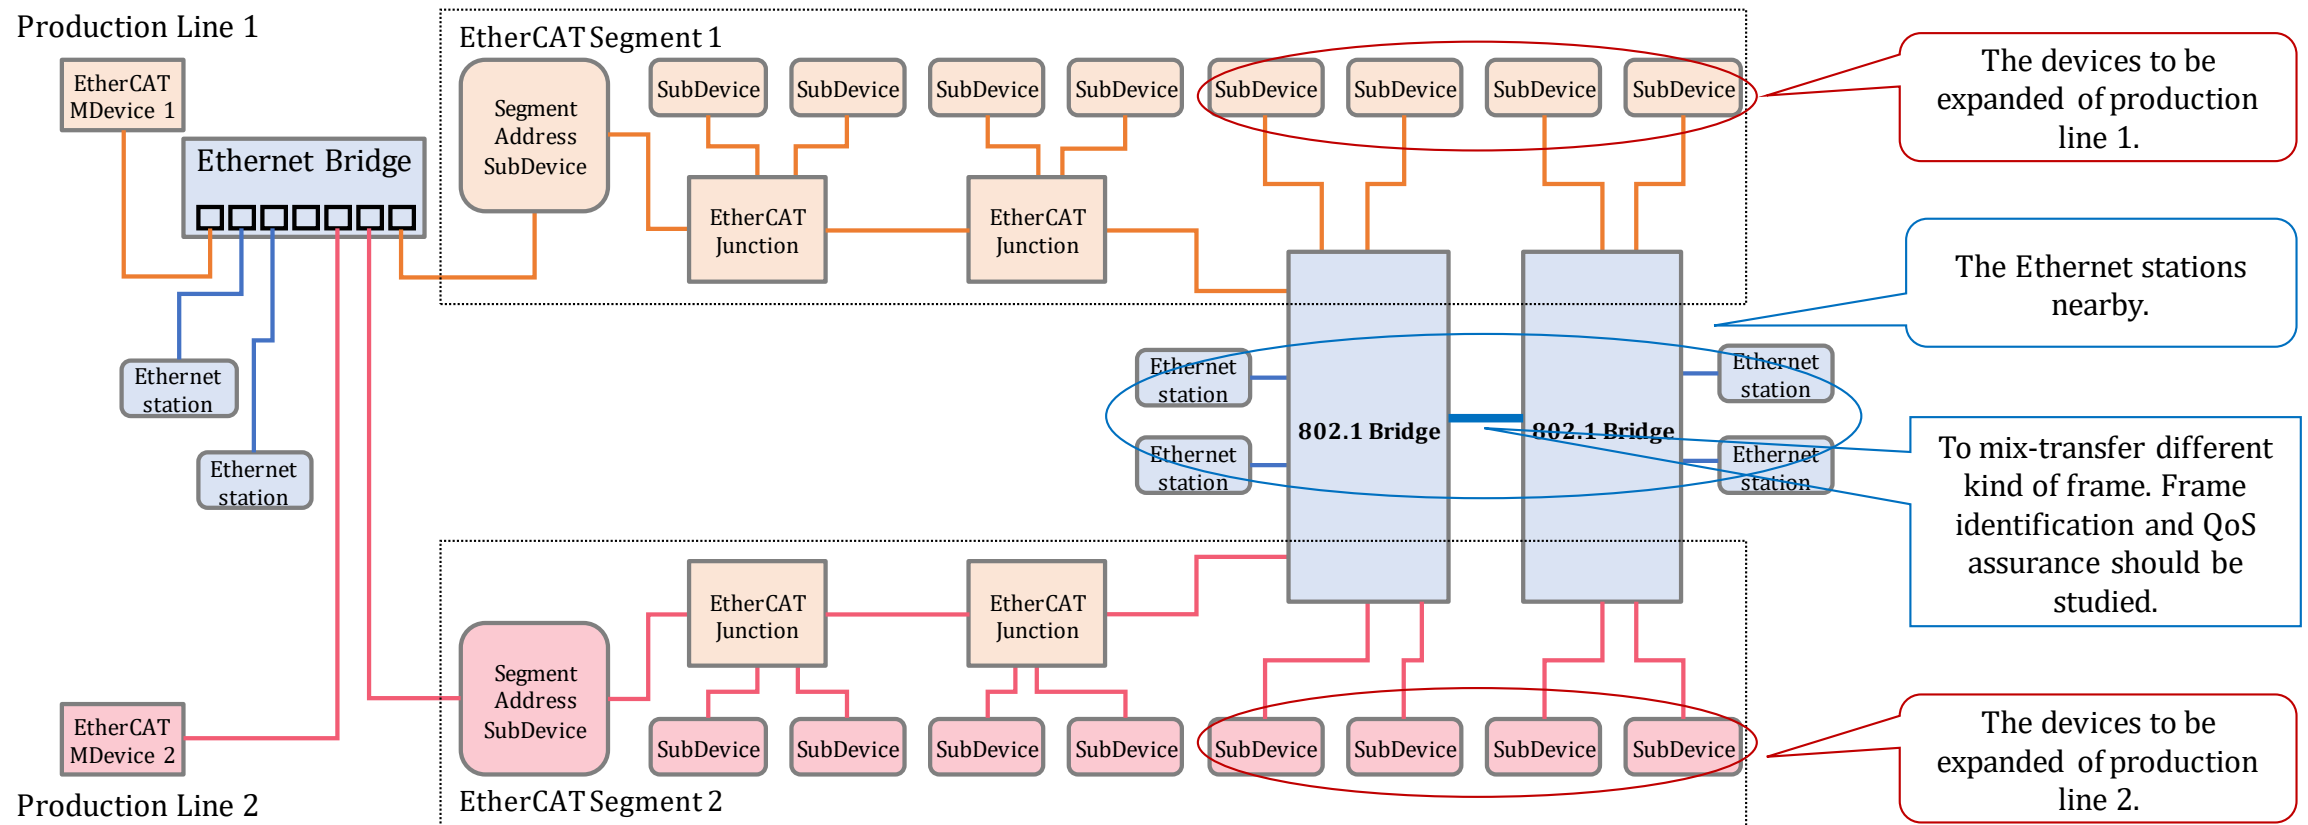 Production Line 1
EtherCAT
MDevice 1
Ethernet Bridge
Ethernet
station
Ethernet
station
EtherCAT Segment 1
Segment
Address
SubDevice
SubDevice
SubDevice
SubDevice
SubDevice
SubDevice
SubDevice
SubDevice
SubDevice
EtherCAT
Junction
EtherCAT
Junction
The devices to be
expanded of production
line 1.
The Ethernet stations
nearby.
Ethernet
station
Ethernet
station
802.1 Bridge
802.1 Bridge
Ethernet
station
Ethernet
station
To mix-transfer different
kind of frame. Frame
identification and QoS
assurance should be
studied.
EtherCAT
Junction
EtherCAT
Junction
Segment
Address
SubDevice
SubDevice
SubDevice
SubDevice
SubDevice
SubDevice
SubDevice
SubDevice
SubDevice
EtherCAT Segment 2
EtherCAT
MDevice 2
Production Line 2
The devices to be
expanded of production
line 2.